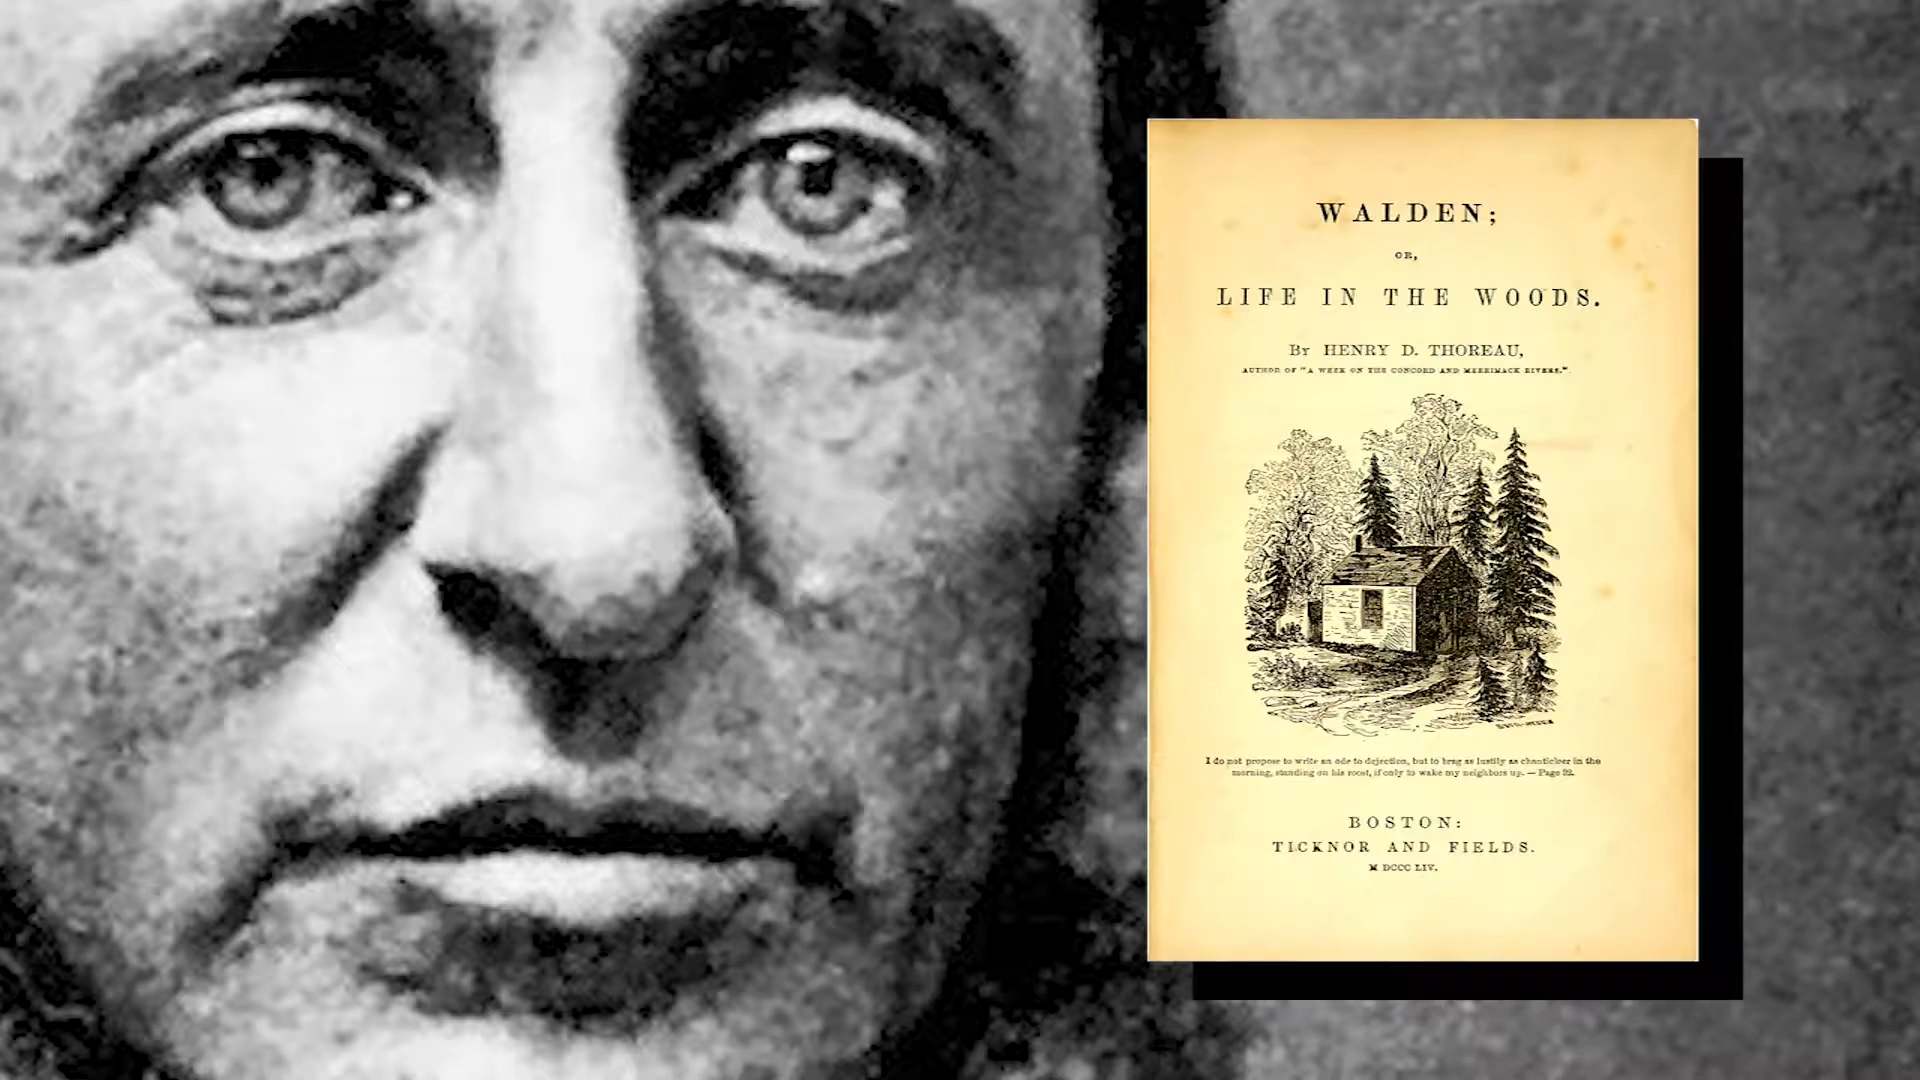 WALDEN;
OR,
LIFE IN THE WOODS.
BY HENRY D. THOREAU,
AUTHOR OF "A WEEK ON THE CONCORD AND MERRIMACK RIVERS."
I do not propose to write an ode to dejection, but to brag as lustily as chanticleer in the
morning, standing on his roost, if only to wake my neighbors up. — Page 92.
BOSTON:
TICKNOR AND FIELDS.
M DCCC LIV.